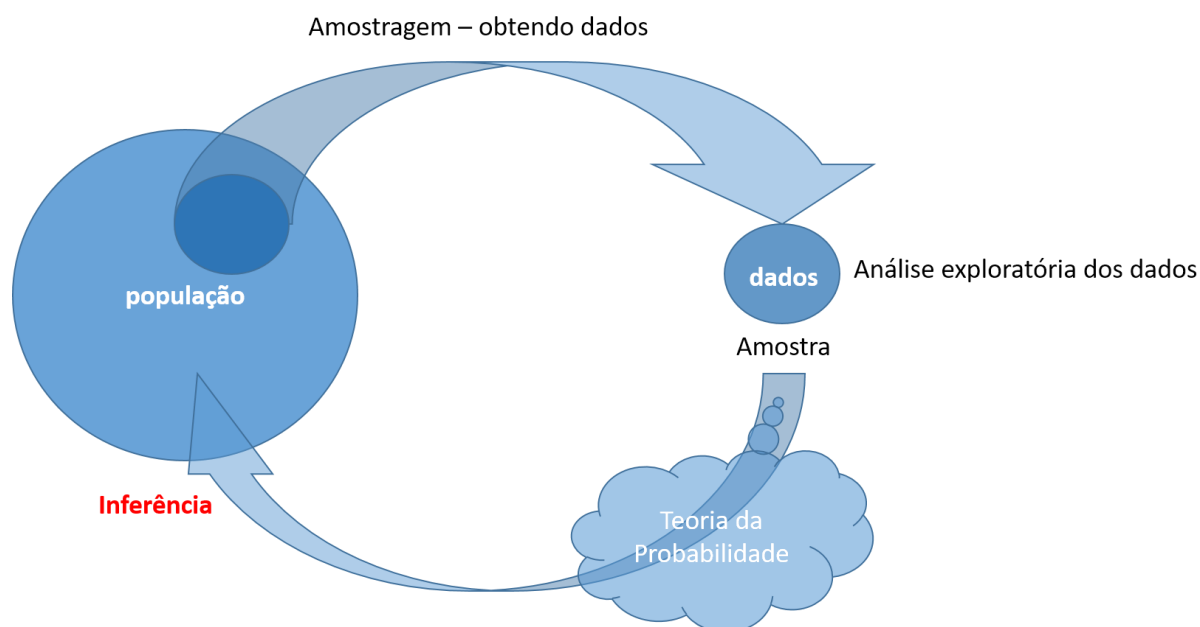 Amostragem – obtendo dados
população
dados
Análise exploratória dos dados
Amostra
Inferência
Teoria da
Probabilidade